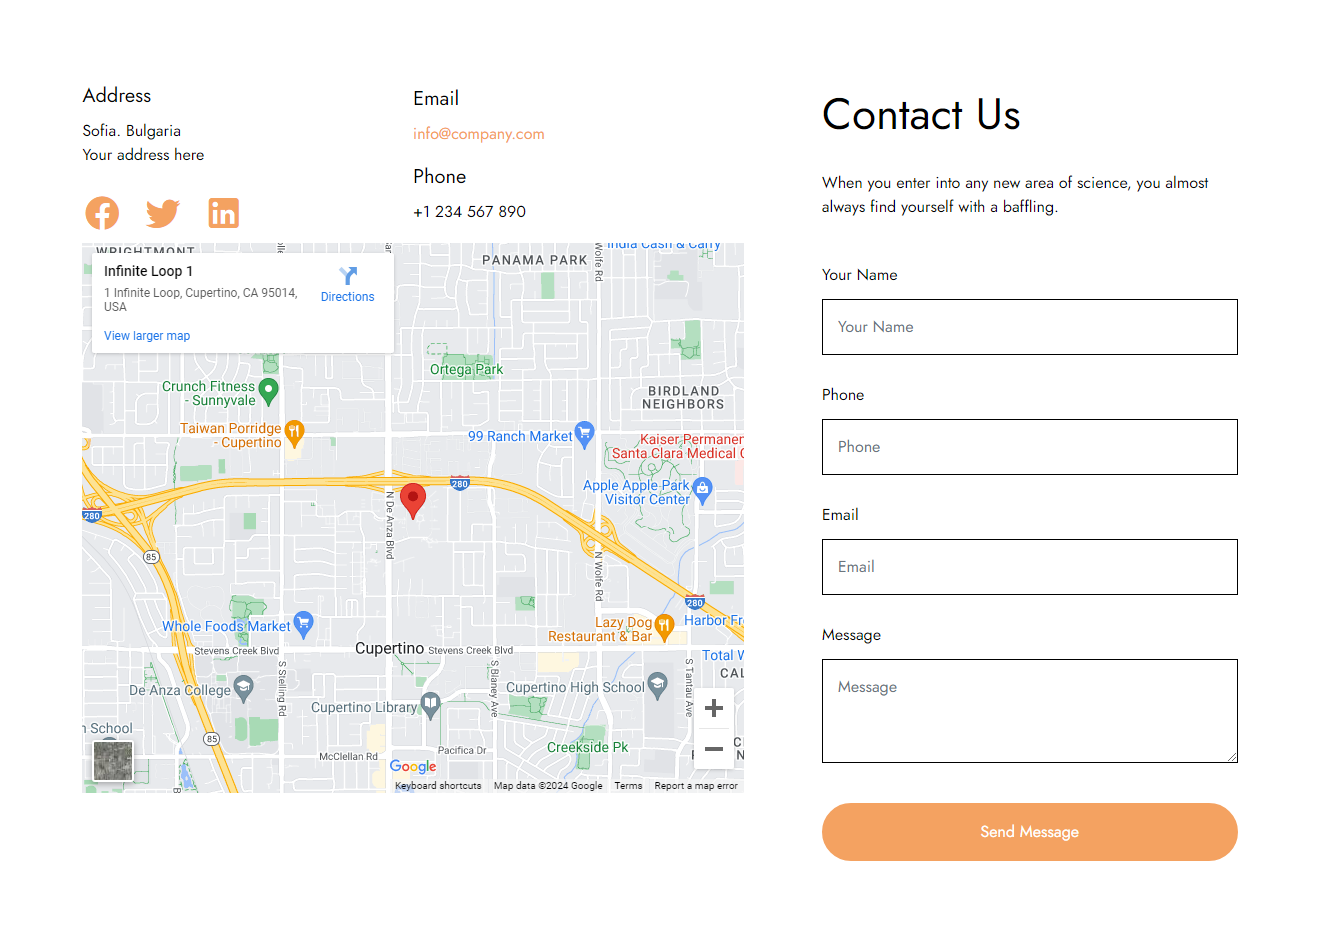 Address
Sofia. Bulgaria
Your address here
Email
info@company.com
Phone
+1 234 567 890
WRIGHTMONT
Infinite Loop 1
1 Infinite Loop, Cupertino, CA 95014,
USA
Directions
View larger map
PANAMA PARK
Wolfe Rd
India Cash & Carry
Ortega Park
Crunch Fitness
- Sunnyvale
BIRDLAND
NEIGHBORS
Taiwan Porridge
- Cupertino
99 Ranch Market
Kaiser Permanen
Santa Clara Medical C
280
Apple Apple Park
Visitor Center
280
N De Anza Blvd
85
N Wolfe Rd
280
Whole Foods Market
Lazy Dog
Restaurant & Bar
Harbor Fr
Stevens Creek Blvd
Cupertino
Stevens Creek Blvd
Total W
S Stelling Rd
S Blaney Ave
S Tantau Ave
CAL
De Anza College
Cupertino High School
Cupertino Library
h School
85
McClellan Rd
Pacifica Dr
Creekside Pk
Google
Keyboard shortcuts
Map data ©2024 Google
Terms
Report a map error
Contact Us
When you enter into any new area of science, you almost
always find yourself with a baffling.
Your Name
Your Name
Phone
Phone
Email
Email
Message
Message
Send Message